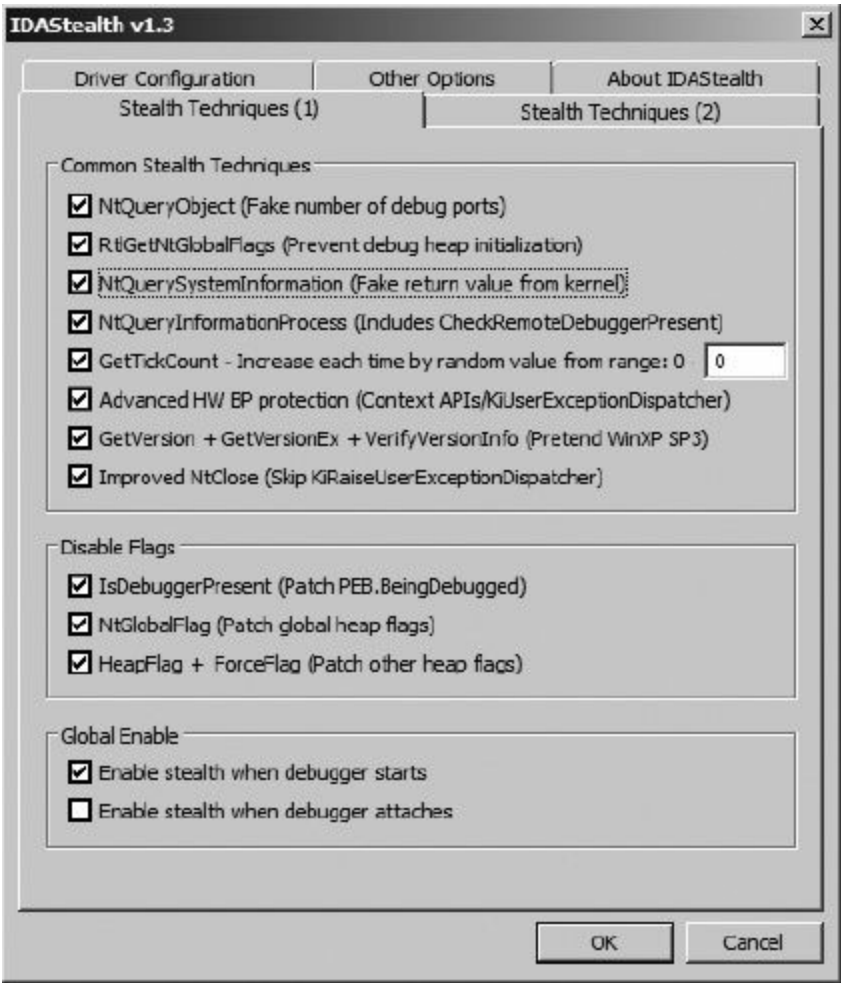 IDAStealth v1.3
Driver Configuration
Other Options
About IDAStealth
Stealth Techniques (1)
Stealth Techniques (2)
Common Stealth Techniques
NtQueryObject (Fake number of debug ports)
RtlGetNtGlobalFlags (Prevent debug heap initialization)
NtQuerySystemInformation (Fake return value from kernel)
NtQueryInformationProcess (Includes CheckRemoteDebuggerPresent)
GetTickCount - Increase each time by random value from range: 0 - 0
Advanced HW BP protection (Context APIs/KiUserExceptionDispatcher)
GetVersion + GetVersionEx + VerifyVersionInfo (Pretend WinXP SP3)
Improved NtClose (Skip KiRaiseUserExceptionDispatcher)
Disable Flags
IsDebuggerPresent (Patch PEB.BeingDebugged)
NtGlobalFlag (Patch global heap flags)
HeapFlag + ForceFlag (Patch other heap flags)
Global Enable
Enable stealth when debugger starts
Enable stealth when debugger attaches
OK
Cancel